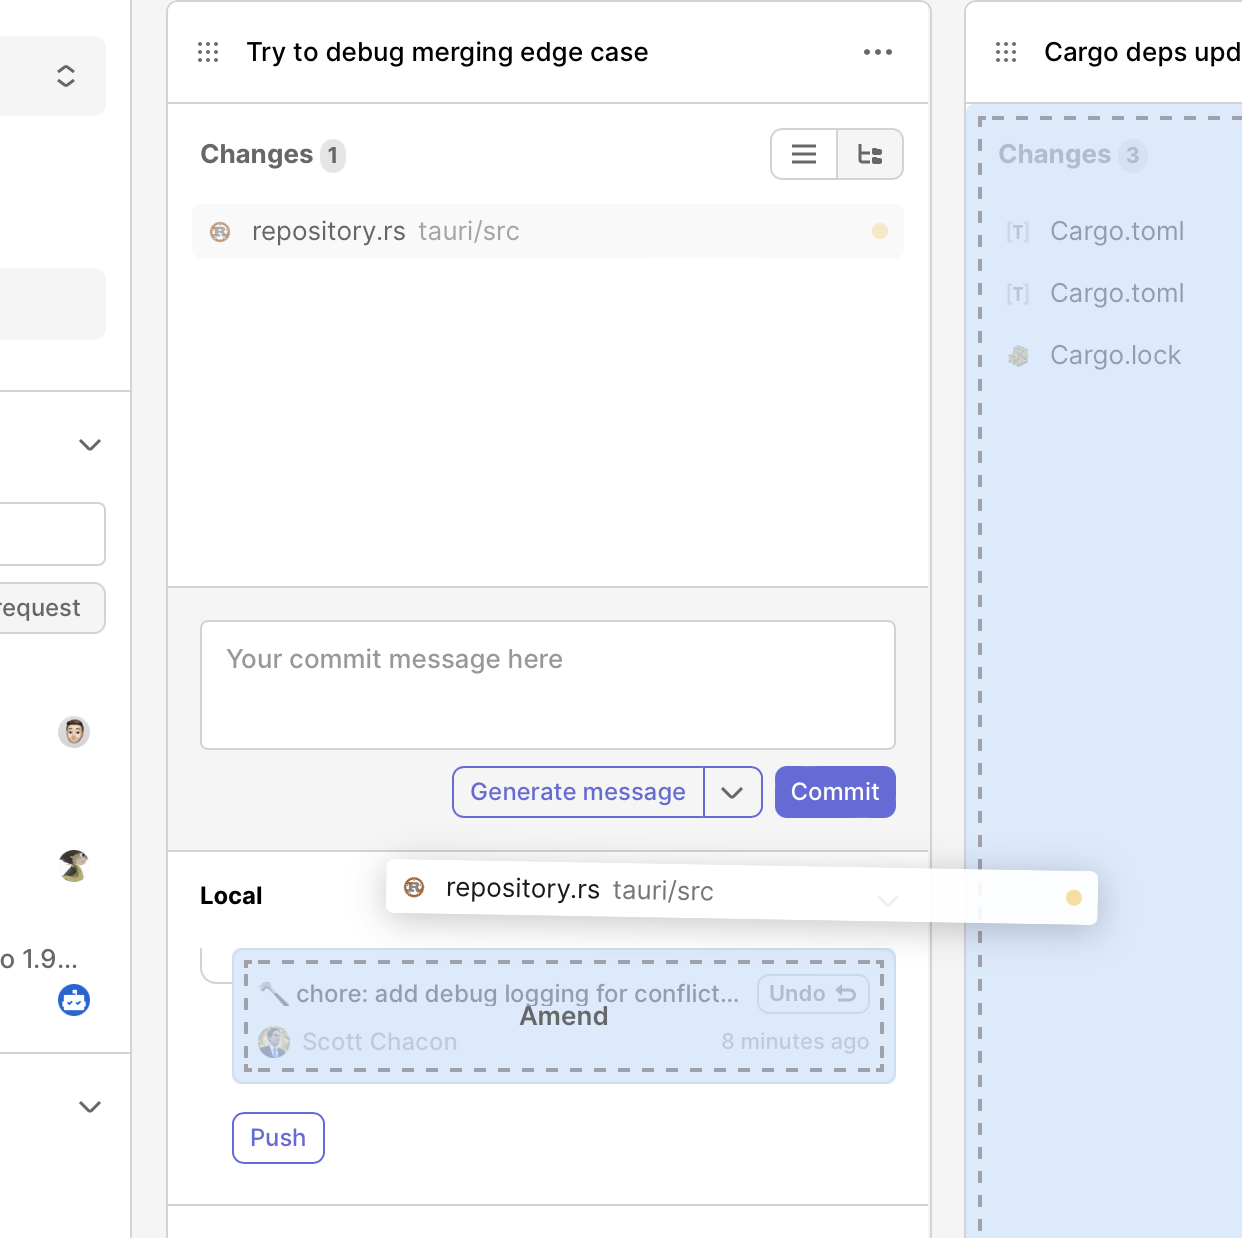 Try to debug merging edge case
Changes 1
repository.rs tauri/src
Your commit message here
Generate message
Commit
Local
repository.rs tauri/src
chore: add debug logging for conflict...
Undo
Amend
Scott Chacon
8 minutes ago
Push
Cargo deps upd
Changes 3
[T] Cargo.toml
[T] Cargo.toml
Cargo.lock
request
o 1.9...